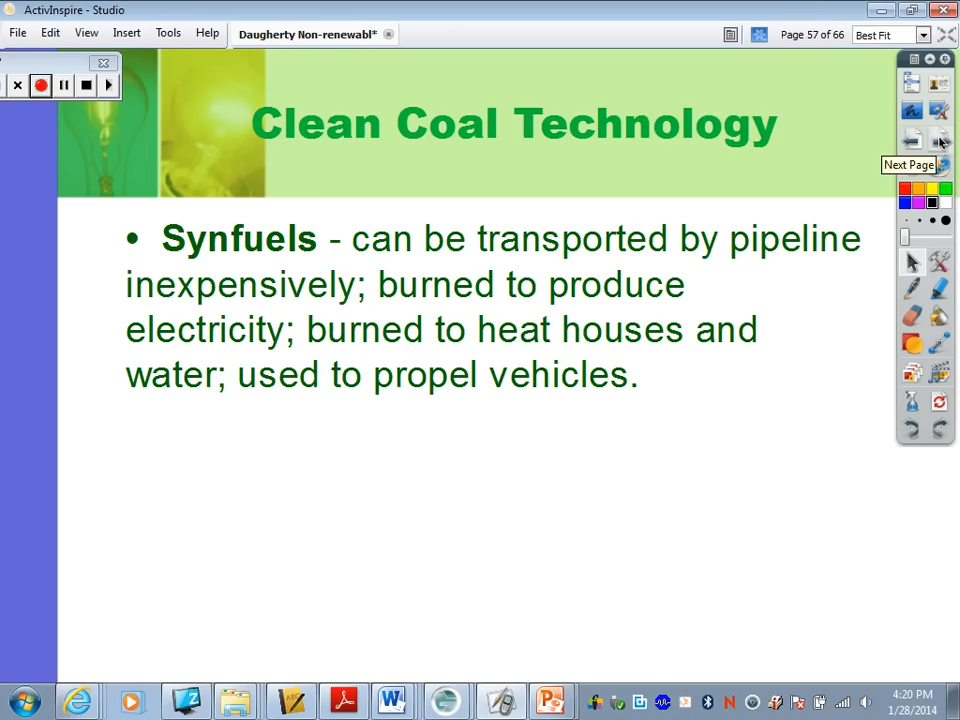 ActivInspire - Studio
File Edit View Insert Tools Help
Daugherty Non-renewabl*
Page 57 of 66
Best Fit
Clean Coal Technology
Next Page
• Synfuels - can be transported by pipeline
inexpensively; burned to produce
electricity; burned to heat houses and
water; used to propel vehicles.
4:20 PM
1/28/2014